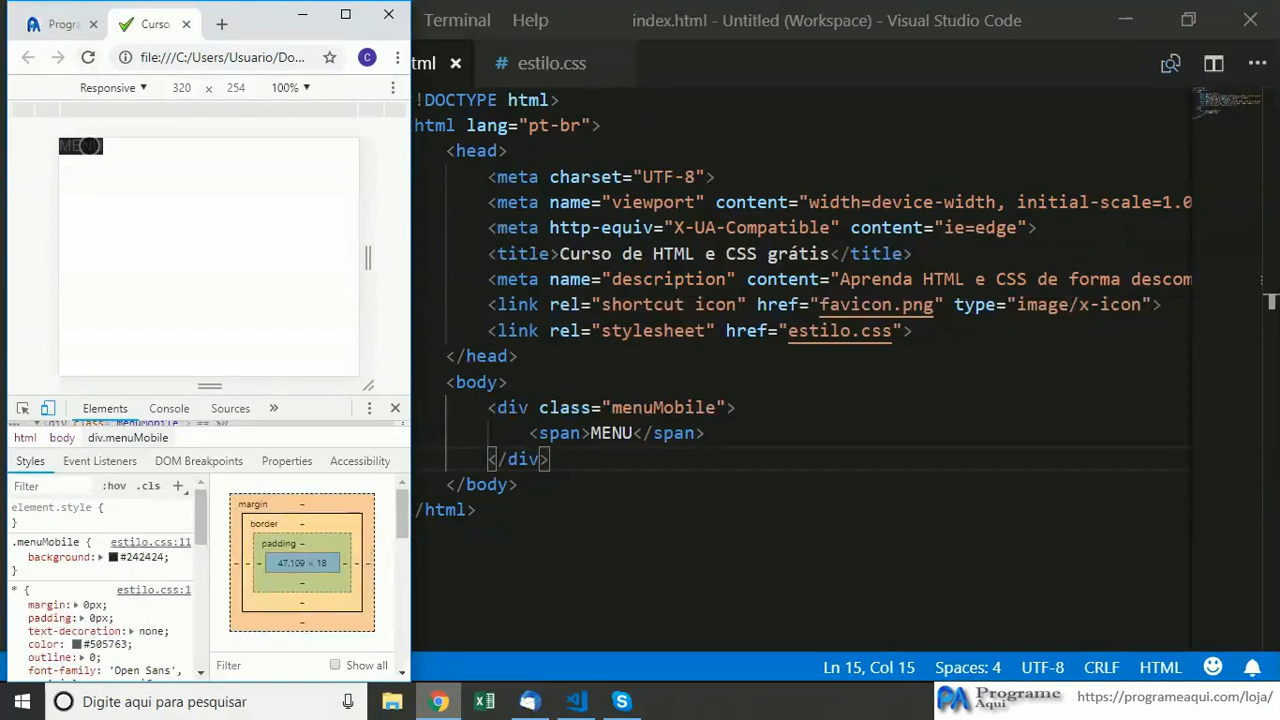 Progra
Curso
file:///C:/Users/Usuario/Do...
C
Responsive 320 × 254 100%
MENU
Elements Console Sources »
<div class="menuMobile"> == $0
html body div.menuMobile
Styles Event Listeners DOM Breakpoints Properties Accessibility
Filter :hov .cls +
element.style {
}
.menuMobile { estilo.css:11
background: #242424;
}
* { estilo.css:1
margin: 0px;
padding: 0px;
text-decoration: none;
color: #505763;
outline: 0;
font-family: 'Open Sans',
margin -
border -
padding -
47.109 × 18
Filter Show all
Terminal Help index.html - Untitled (Workspace) - Visual Studio Code
ml # estilo.css
!DOCTYPE html>
html lang="pt-br">
<head>
<meta charset="UTF-8">
<meta name="viewport" content="width=device-width, initial-scale=1.0
<meta http-equiv="X-UA-Compatible" content="ie=edge">
<title>Curso de HTML e CSS grátis</title>
<meta name="description" content="Aprenda HTML e CSS de forma descom
<link rel="shortcut icon" href="favicon.png" type="image/x-icon">
<link rel="stylesheet" href="estilo.css">
</head>
<body>
<div class="menuMobile">
<span>MENU</span>
</div>
</body>
/html>
Ln 15, Col 15 Spaces: 4 UTF-8 CRLF HTML
Digite aqui para pesquisar
PA Programe Aqui https://programeaqui.com/loja/